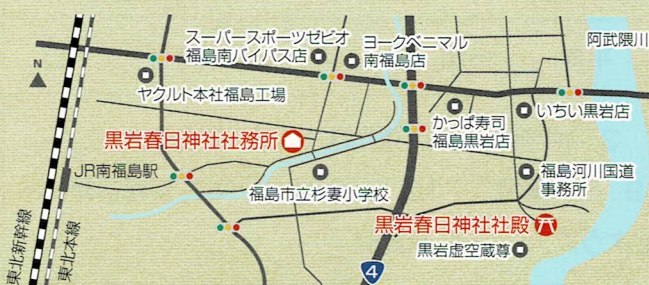 スーパースポーツゼビオ
福島南バイパス店
ヨークベニマル
南福島店
阿武隈川
N
ヤクルト本社福島工場
いちい黒岩店
かっぱ寿司
福島黒岩店
黒岩春日神社社務所
JR南福島駅
福島市立杉妻小学校
福島河川国道
事務所
黒岩春日神社社殿
黒岩虚空蔵尊
東北新幹線
東北本線
4